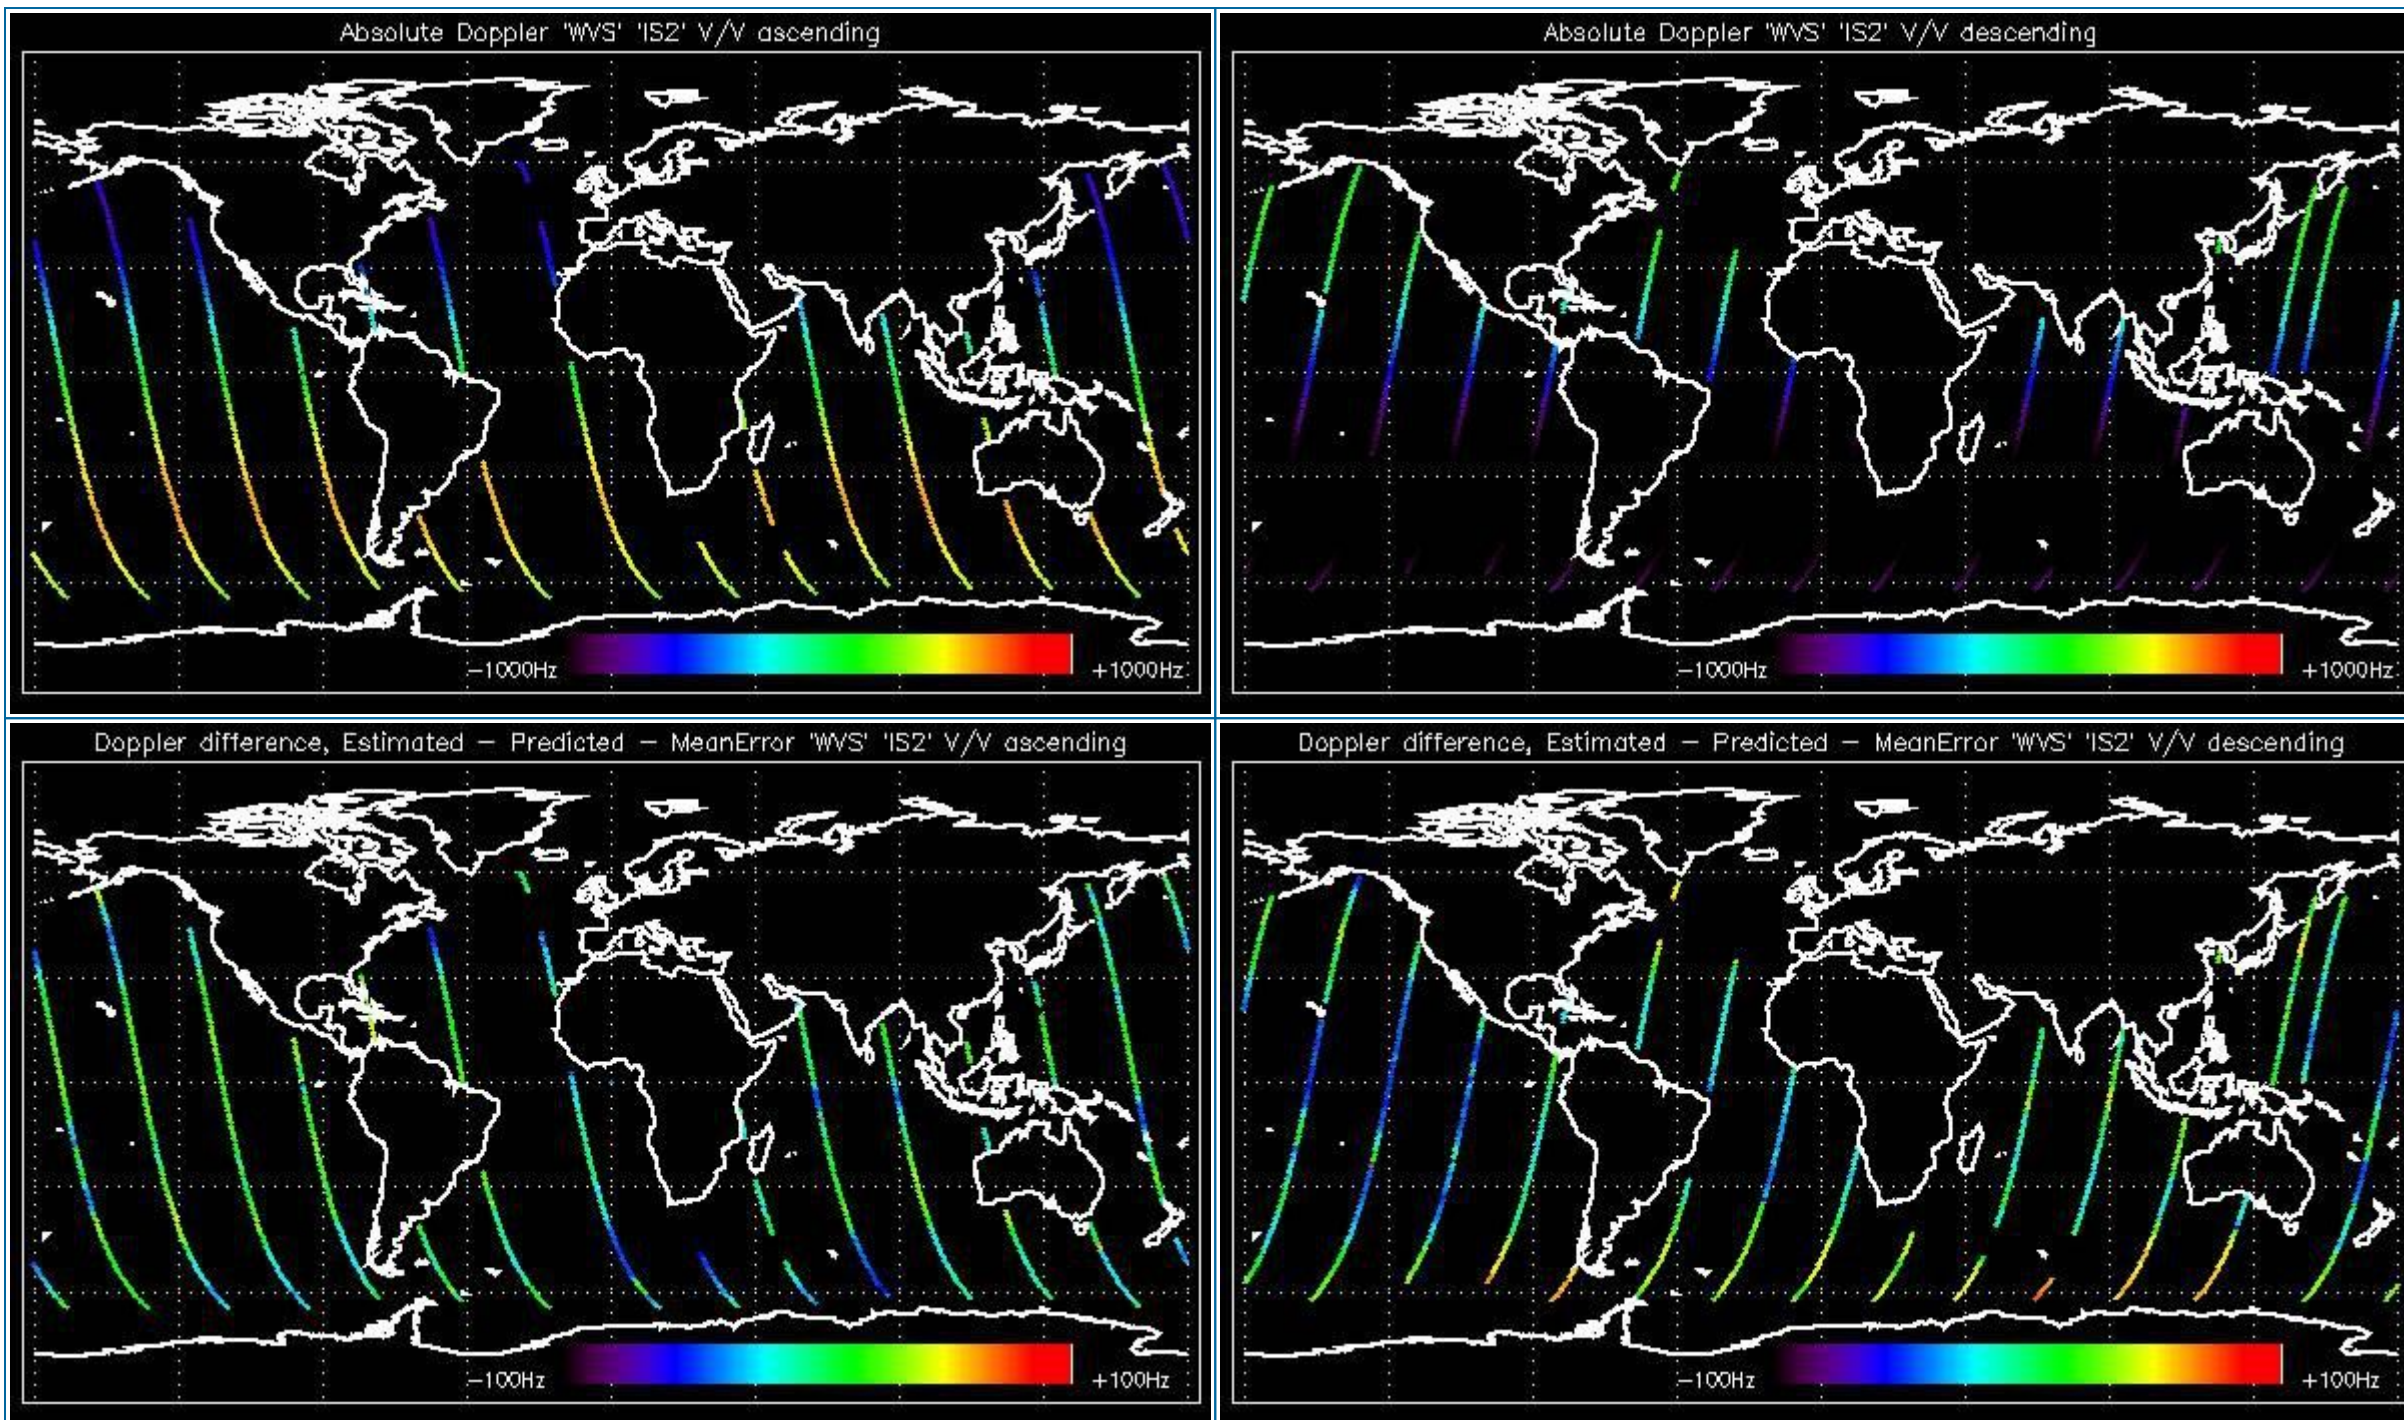 Absolute Doppler 'WVS' 'IS2' V/V ascending
-1000Hz
+1000Hz
Absolute Doppler 'WVS' 'IS2' V/V descending
-1000Hz
+1000Hz
Doppler difference, Estimated - Predicted - MeanError 'WVS' 'IS2' V/V ascending
-100Hz
+100Hz
Doppler difference, Estimated - Predicted - MeanError 'WVS' 'IS2' V/V descending
-100Hz
+100Hz